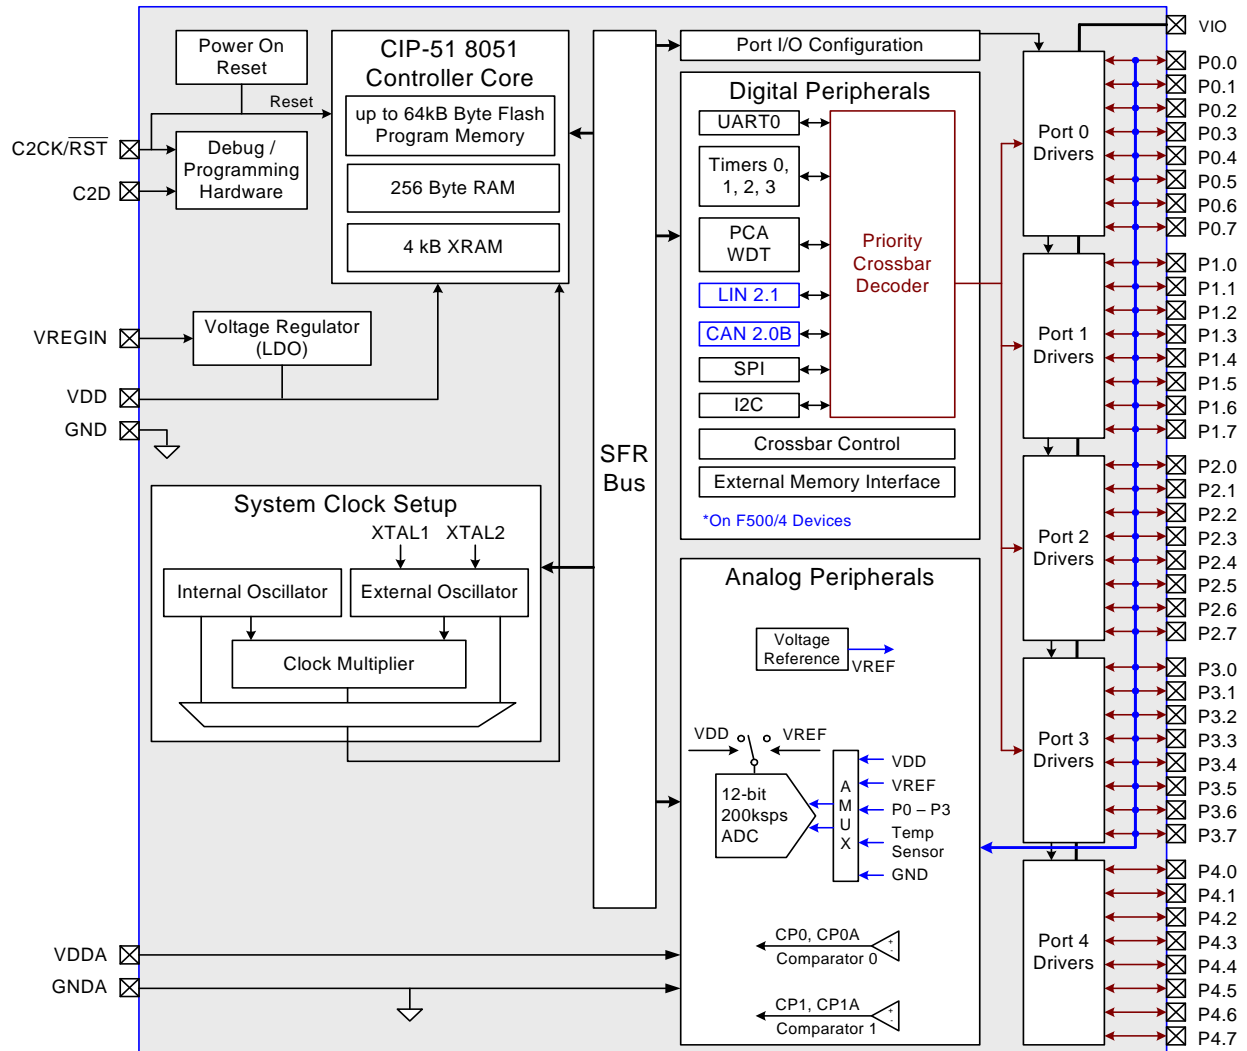 Power On
Reset
CIP-51 8051
Controller Core
up to 64kB Byte Flash
Program Memory
256 Byte RAM
4 kB XRAM
Reset
C2CK/RST
C2D
Debug /
Programming
Hardware
VREGIN
Voltage Regulator
(LDO)
VDD
GND
System Clock Setup
XTAL1
XTAL2
Internal Oscillator
External Oscillator
Clock Multiplier
VDDA
GNDA
SFR
Bus
Port I/O Configuration
Digital Peripherals
UART0
Timers 0,
1, 2, 3
PCA
WDT
LIN 2.1
CAN 2.0B
SPI
I2C
Priority
Crossbar
Decoder
Crossbar Control
External Memory Interface
*On F500/4 Devices
Analog Peripherals
Voltage
Reference
VREF
VDD
VREF
12-bit
200ksps
ADC
A
M
U
X
VDD
VREF
P0 – P3
Temp
Sensor
GND
CP0, CP0A
+
-
Comparator 0
CP1, CP1A
+
-
Comparator 1
Port 0
Drivers
Port 1
Drivers
Port 2
Drivers
Port 3
Drivers
Port 4
Drivers
VIO
P0.0
P0.1
P0.2
P0.3
P0.4
P0.5
P0.6
P0.7
P1.0
P1.1
P1.2
P1.3
P1.4
P1.5
P1.6
P1.7
P2.0
P2.1
P2.2
P2.3
P2.4
P2.5
P2.6
P2.7
P3.0
P3.1
P3.2
P3.3
P3.4
P3.5
P3.6
P3.7
P4.0
P4.1
P4.2
P4.3
P4.4
P4.5
P4.6
P4.7